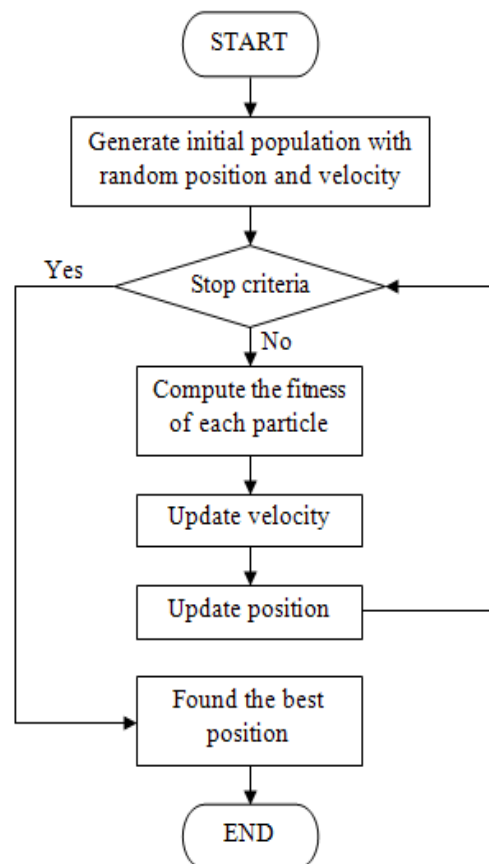 START
Generate initial population with
random position and velocity
Yes
Stop criteria
No
Compute the fitness
of each particle
Update velocity
Update position
Found the best
position
END